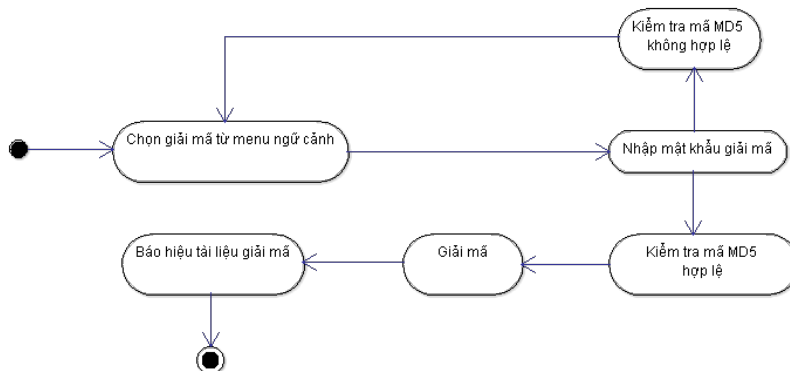 Kiểm tra mã MD5
không hợp lệ
Chọn giải mã từ menu ngữ cảnh
Nhập mật khẩu giải mã
Báo hiệu tài liệu giải mã
Giải mã
Kiểm tra mã MD5
hợp lệ